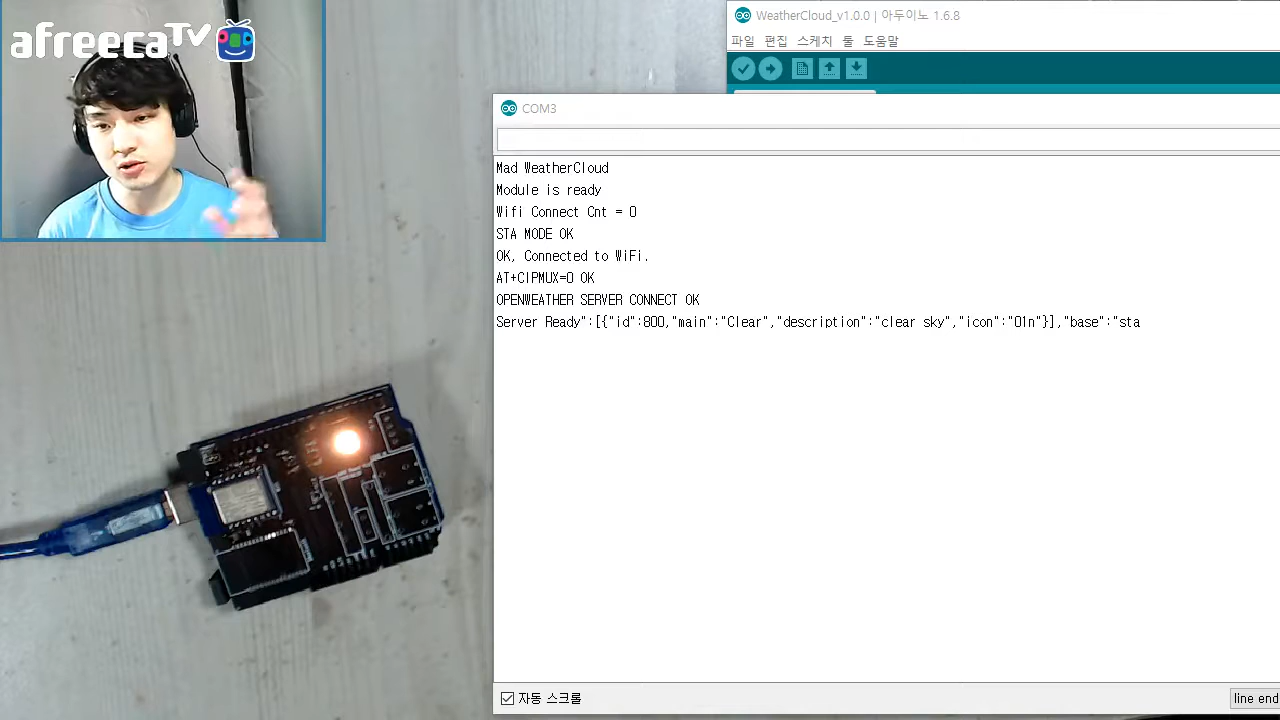 afreecaTV
WeatherCloud_v1.0.0 | 아두이노 1.6.8
파일 편집 스케치 툴 도움말
COM3
Mad WeatherCloud
Module is ready
Wifi Connect Cnt = 0
STA MODE OK
OK, Connected to WiFi.
AT+CIPMUX=0 OK
OPENWEATHER SERVER CONNECT OK
Server Ready":[{"id":800,"main":"Clear","description":"clear sky","icon":"01n"}],"base":"sta
자동 스크롤
line end